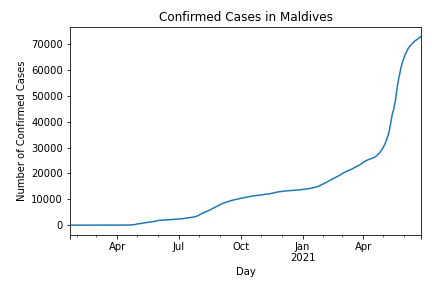 Confirmed Cases in Maldives
Number of Confirmed Cases
70000
60000
50000
40000
30000
20000
10000
0
Apr Jul Oct Jan Apr
2021
Day